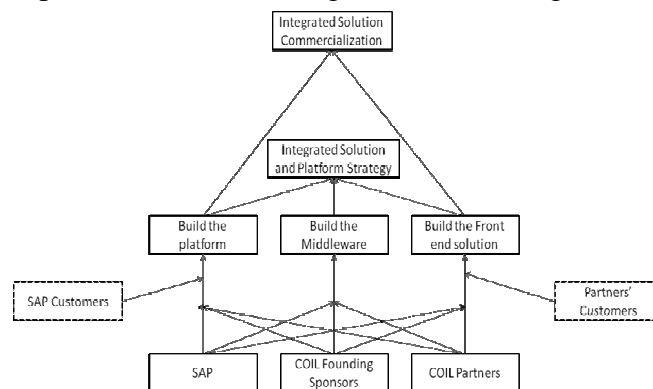 Integrated Solution
Commercialization
Integrated Solution
and Platform Strategy
Build the
platform
Build the
Middleware
Build the Front
end solution
SAP Customers
Partners'
Customers
SAP
COIL Founding
Sponsors
COIL Partners